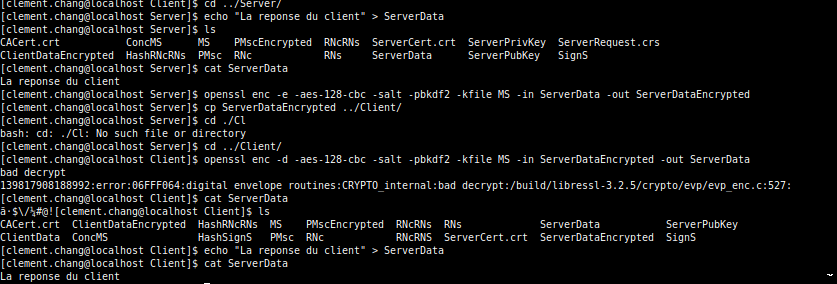 [clement.chang@localhost Client]$ cd ../Server/
[clement.chang@localhost Server]$ echo "La reponse du client" > ServerData
[clement.chang@localhost Server]$ ls
CACert.crt ConcMS MS PMscEncrypted RNcRNs ServerCert.crt ServerPrivKey ServerRequest.crs
ClientDataEncrypted HashRNcRNs PMsc RNc RNs ServerData ServerPubKey SignS
[clement.chang@localhost Server]$ cat ServerData
La reponse du client
[clement.chang@localhost Server]$ openssl enc -e -aes-128-cbc -salt -pbkdf2 -kfile MS -in ServerData -out ServerDataEncrypted
[clement.chang@localhost Server]$ cp ServerDataEncrypted ../Client/
[clement.chang@localhost Server]$ cd ./Cl
bash: cd: ./Cl: No such file or directory
[clement.chang@localhost Server]$ cd ../Client/
[clement.chang@localhost Client]$ openssl enc -d -aes-128-cbc -salt -pbkdf2 -kfile MS -in ServerDataEncrypted -out ServerData
bad decrypt
139817908188992:error:06FFF064:digital envelope routines:CRYPTO_internal:bad decrypt:/build/libressl-3.2.5/crypto/evp/evp_enc.c:527:
[clement.chang@localhost Client]$ cat ServerData
[clement.chang@localhost Client]$ ls
CACert.crt ClientDataEncrypted HashRNcRNs MS PMscEncrypted RNcRNs RNs ServerData ServerPubKey
ClientData ConcMS HashSignS PMsc RNc RNcRNS ServerCert.crt ServerDataEncrypted SignS
[clement.chang@localhost Client]$ echo "La reponse du client" > ServerData
[clement.chang@localhost Client]$ cat ServerData
La reponse du client